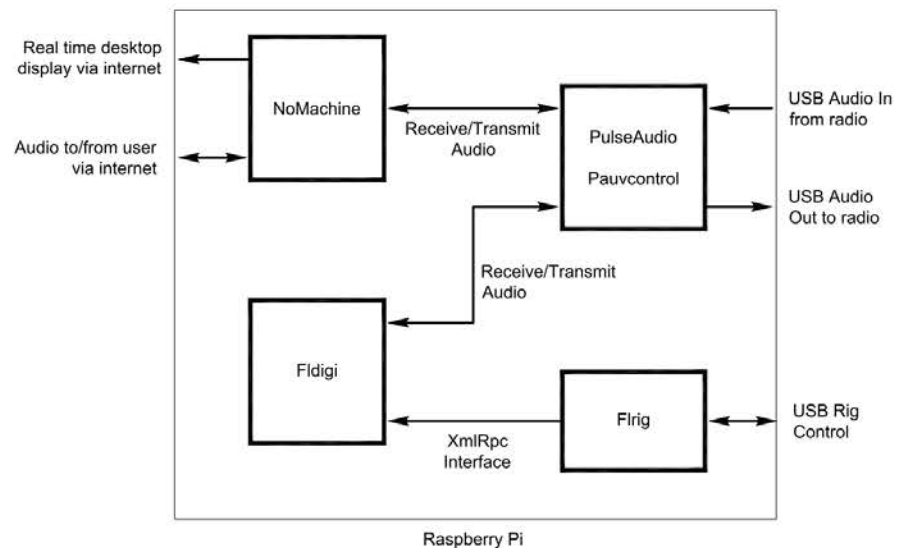 Real time desktop
display via internet
NoMachine
Audio to/from user
via internet
Receive/Transmit
Audio
PulseAudio
Pauvcontrol
USB Audio In
from radio
USB Audio
Out to radio
Receive/Transmit
Audio
Fldigi
XmlRpc
Interface
Flrig
USB Rig
Control
Raspberry Pi